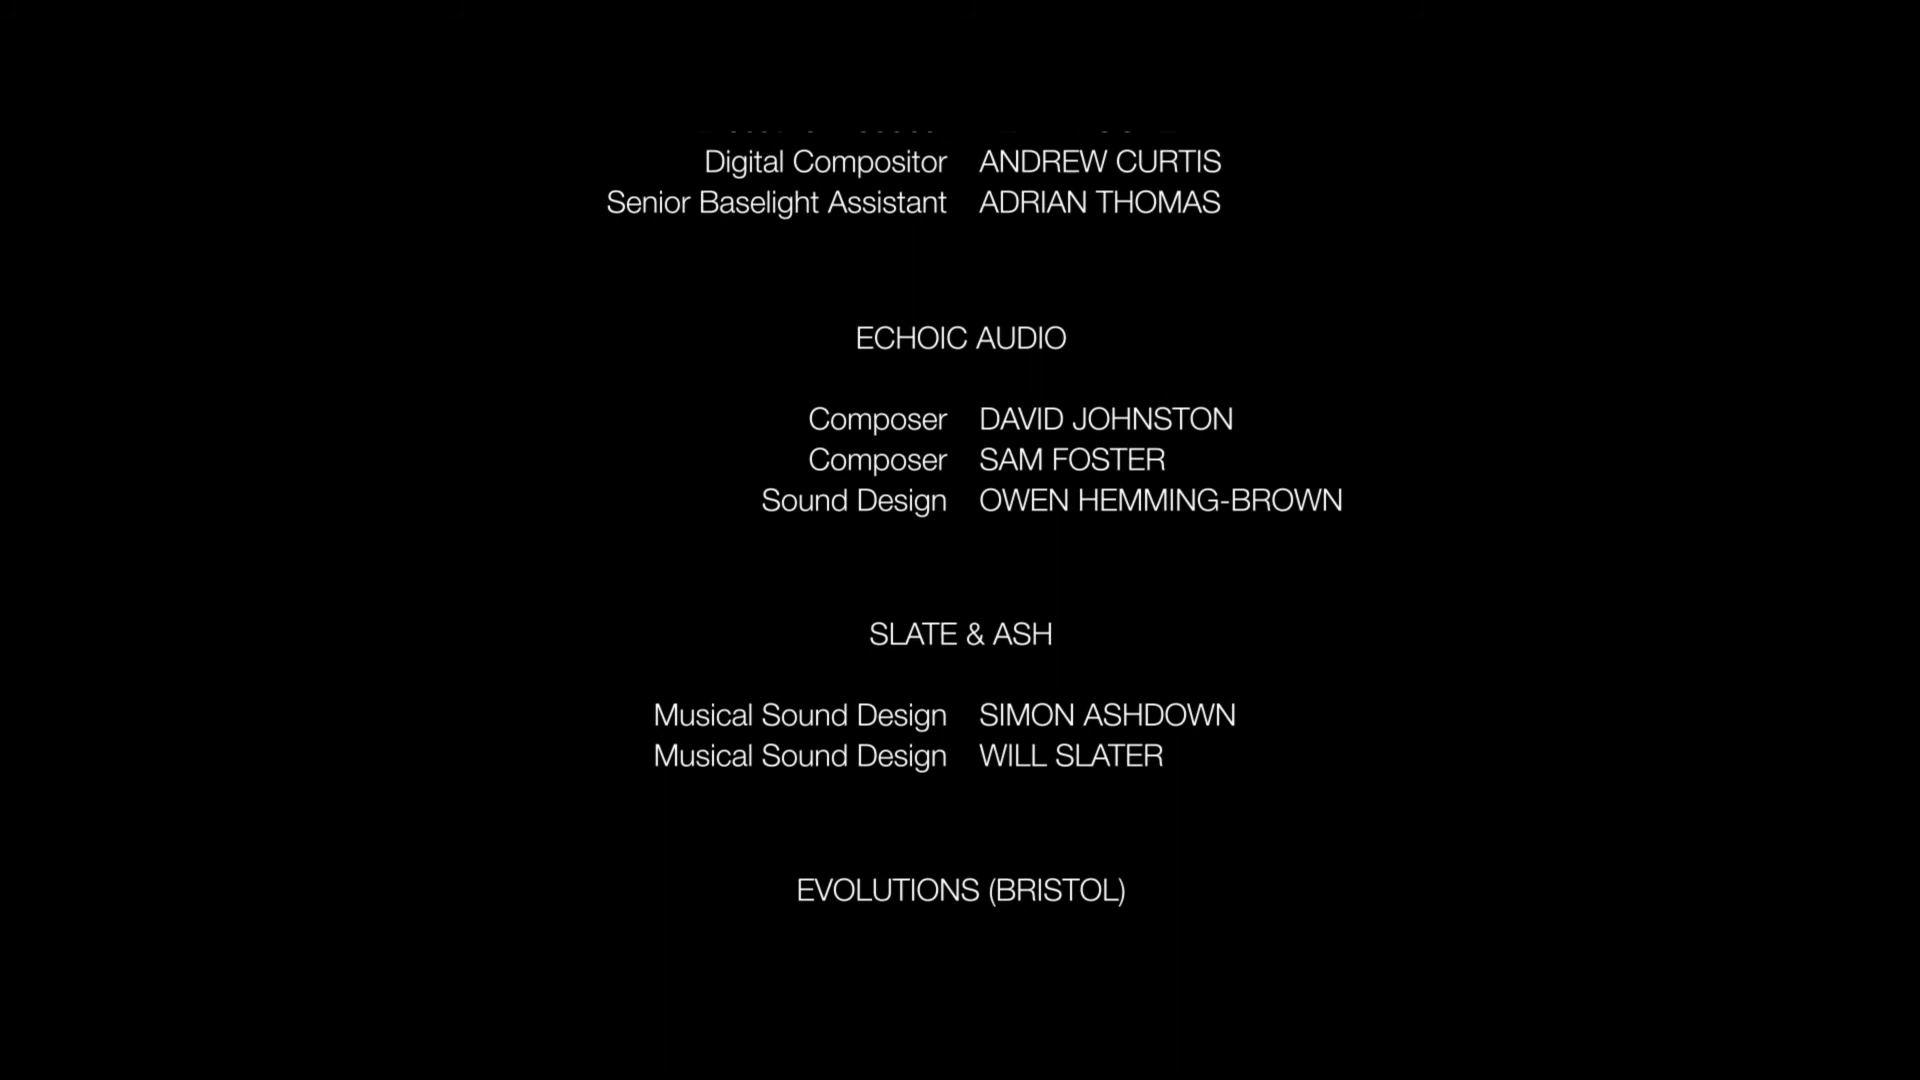 Digital Compositor ANDREW CURTIS
Senior Baselight Assistant ADRIAN THOMAS
ECHOIC AUDIO
Composer DAVID JOHNSTON
Composer SAM FOSTER
Sound Design OWEN HEMMING-BROWN
SLATE & ASH
Musical Sound Design SIMON ASHDOWN
Musical Sound Design WILL SLATER
EVOLUTIONS (BRISTOL)